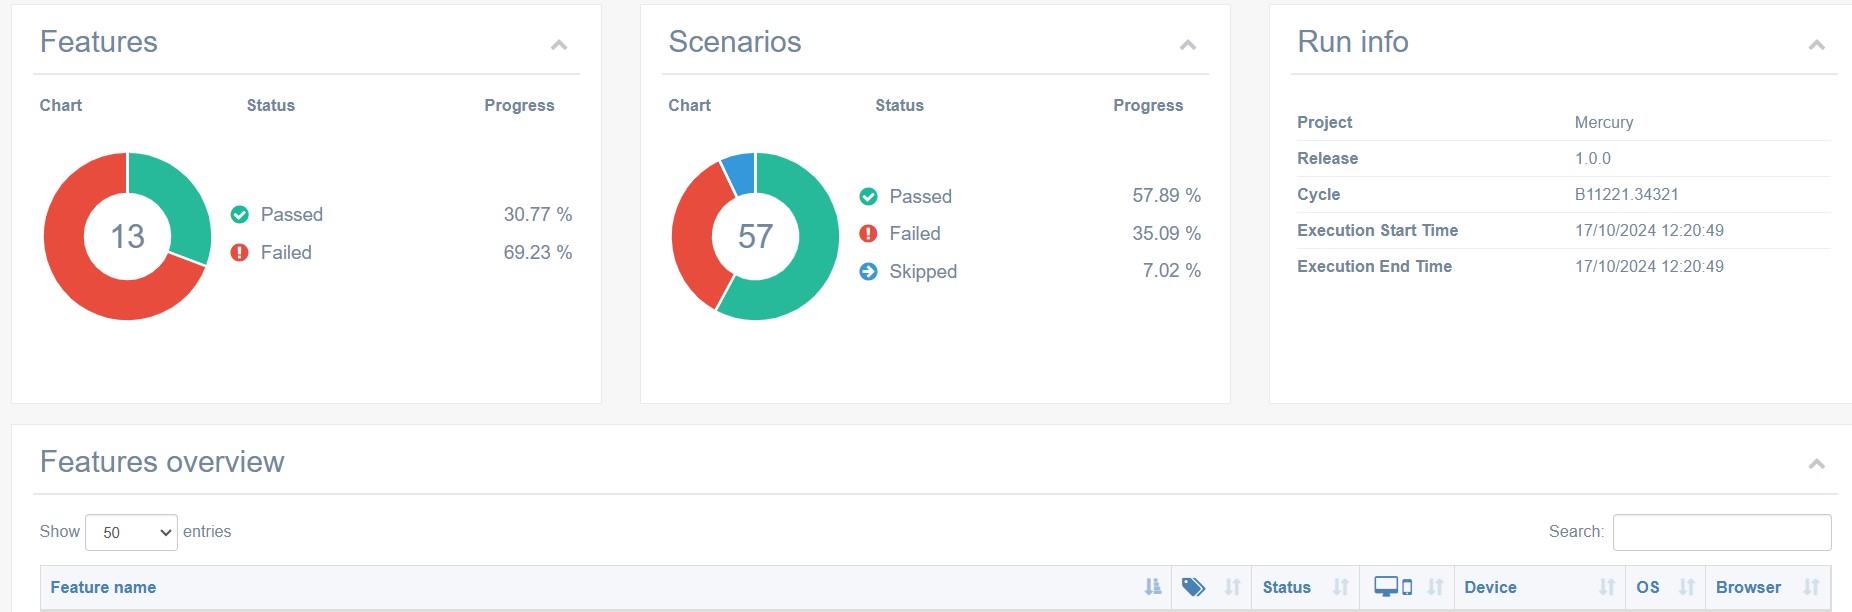 Features
Chart Status Progress
13
Passed 30.77 %
Failed 69.23 %
Scenarios
Chart Status Progress
57
Passed 57.89 %
Failed 35.09 %
Skipped 7.02 %
Run info
Project Mercury
Release 1.0.0
Cycle B11221.34321
Execution Start Time 17/10/2024 12:20:49
Execution End Time 17/10/2024 12:20:49
Features overview
Show 50 entries Search:
Feature name Status Device OS Browser